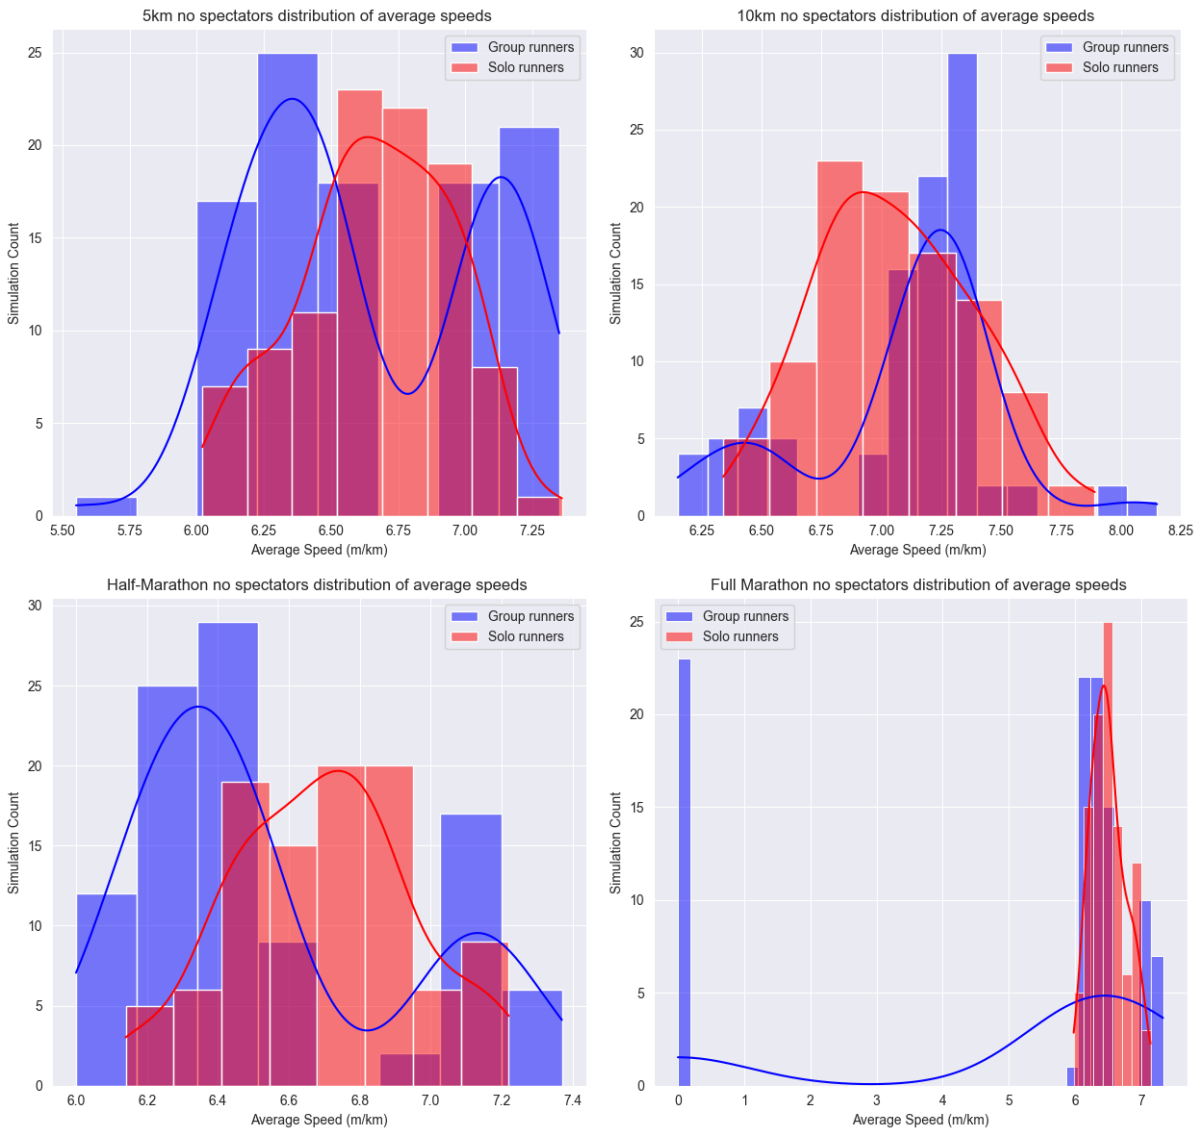 5km no spectators distribution of average speeds
Group runners
Solo runners
25
20
15
10
5
0
Simulation Count
5.50 5.75 6.00 6.25 6.50 6.75 7.00 7.25
Average Speed (m/km)
10km no spectators distribution of average speeds
Group runners
Solo runners
30
25
20
15
10
5
0
Simulation Count
6.25 6.50 6.75 7.00 7.25 7.50 7.75 8.00 8.25
Average Speed (m/km)
Half-Marathon no spectators distribution of average speeds
Group runners
Solo runners
30
25
20
15
10
5
0
Simulation Count
6.0 6.2 6.4 6.6 6.8 7.0 7.2 7.4
Average Speed (m/km)
Full Marathon no spectators distribution of average speeds
Group runners
Solo runners
25
20
15
10
5
0
Simulation Count
0 1 2 3 4 5 6 7
Average Speed (m/km)